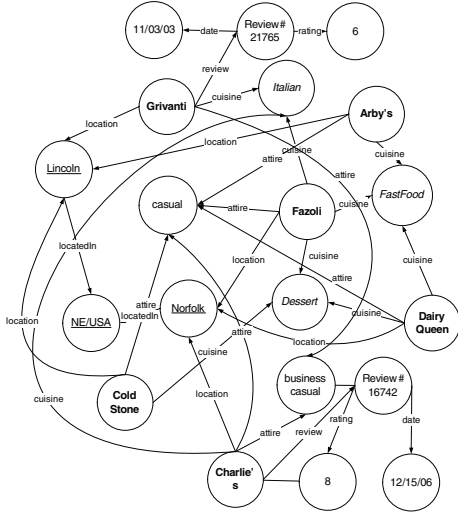 11/03/03
date
Review #
21765
rating
6
review
Grivanti
cuisine
Italian
Arby's
location
location
cuisine
cuisine
Lincoln
attire
attire
FastFood
casual
attire
Fazoli
cuisine
locatedIn
location
cuisine
cuisine
attire
NE/USA
attire
locatedIn
Norfolk
Dessert
cuisine
Dairy
Queen
location
attire
location
cuisine
business
casual
Review #
16742
Cold
Stone
cuisine
location
attire
review
rating
date
Charlie'
s
8
12/15/06